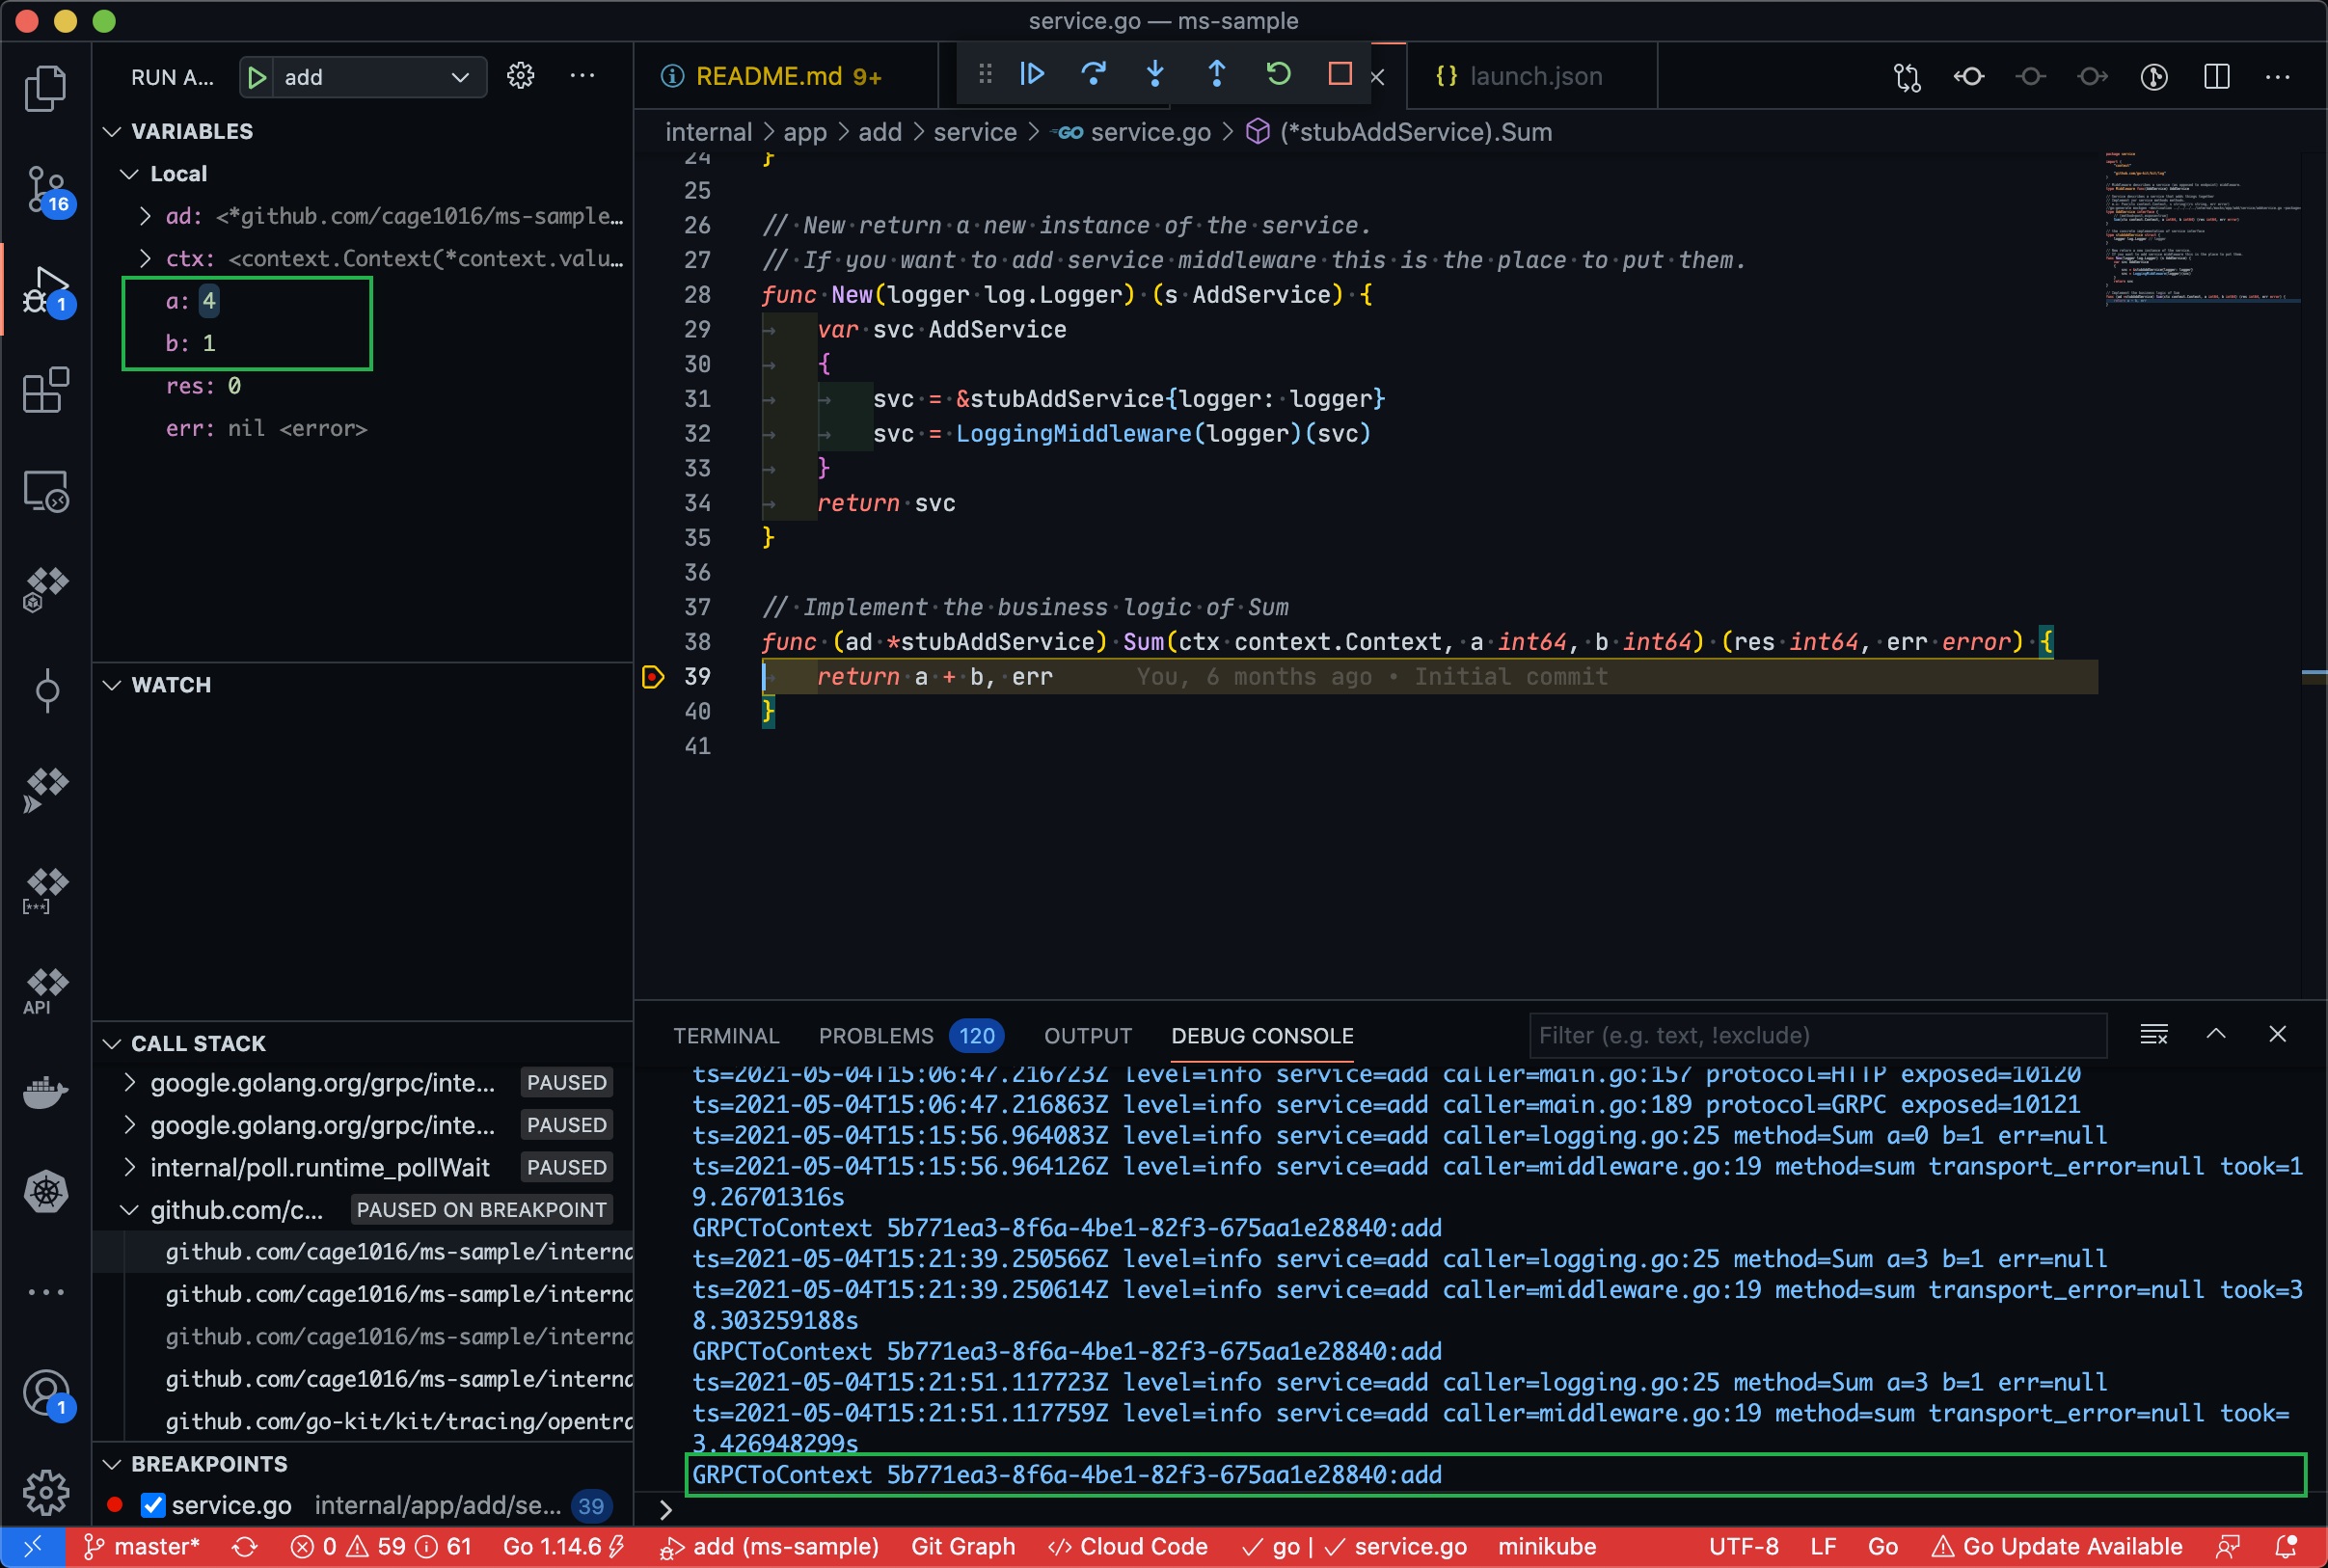 service.go — ms-sample
RUN A... add
README.md 9+
launch.json
internal > app > add > service > GO service.go > (*stubAddService).Sum
16
1
API
1
VARIABLES
Local
ad: <*github.com/cage1016/ms-sample…
ctx: <context.Context(*context.valu…
a: 4
b: 1
res: 0
err: nil <error>
WATCH
CALL STACK
google.golang.org/grpc/inte... PAUSED
google.golang.org/grpc/inte... PAUSED
internal/poll.runtime_pollWait PAUSED
github.com/c... PAUSED ON BREAKPOINT
github.com/cage1016/ms-sample/interna
github.com/cage1016/ms-sample/interna
github.com/cage1016/ms-sample/interna
github.com/cage1016/ms-sample/interna
github.com/go-kit/kit/tracing/opentra
BREAKPOINTS
service.go internal/app/add/se... 39
24 }
25
26 // New return a new instance of the service.
27 // If you want to add service middleware this is the place to put them.
28 func New(logger log.Logger) (s AddService) {
29 var svc AddService
30 {
31 svc = &stubAddService{logger: logger}
32 svc = LoggingMiddleware(logger)(svc)
33 }
34 return svc
35 }
36
37 // Implement the business logic of Sum
38 func (ad *stubAddService) Sum(ctx context.Context, a int64, b int64) (res int64, err error) {
39 return a + b, err You, 6 months ago • Initial commit
40 }
41
TERMINAL PROBLEMS 120 OUTPUT DEBUG CONSOLE Filter (e.g. text, !exclude)
ts=2021-05-04T15:06:47.216723Z level=info service=add caller=main.go:157 protocol=HTTP exposed=10120
ts=2021-05-04T15:06:47.216863Z level=info service=add caller=main.go:189 protocol=GRPC exposed=10121
ts=2021-05-04T15:15:56.964083Z level=info service=add caller=logging.go:25 method=Sum a=0 b=1 err=null
ts=2021-05-04T15:15:56.964126Z level=info service=add caller=middleware.go:19 method=sum transport_error=null took=1
9.26701316s
GRPCToContext 5b771ea3-8f6a-4be1-82f3-675aa1e28840:add
ts=2021-05-04T15:21:39.250566Z level=info service=add caller=logging.go:25 method=Sum a=3 b=1 err=null
ts=2021-05-04T15:21:39.250614Z level=info service=add caller=middleware.go:19 method=sum transport_error=null took=3
8.303259188s
GRPCToContext 5b771ea3-8f6a-4be1-82f3-675aa1e28840:add
ts=2021-05-04T15:21:51.117723Z level=info service=add caller=logging.go:25 method=Sum a=3 b=1 err=null
ts=2021-05-04T15:21:51.117759Z level=info service=add caller=middleware.go:19 method=sum transport_error=null took=
3.426948299s
GRPCToContext 5b771ea3-8f6a-4be1-82f3-675aa1e28840:add
master* 0 59 61 Go 1.14.6 add (ms-sample) Git Graph Cloud Code go | service.go minikube UTF-8 LF Go Go Update Available